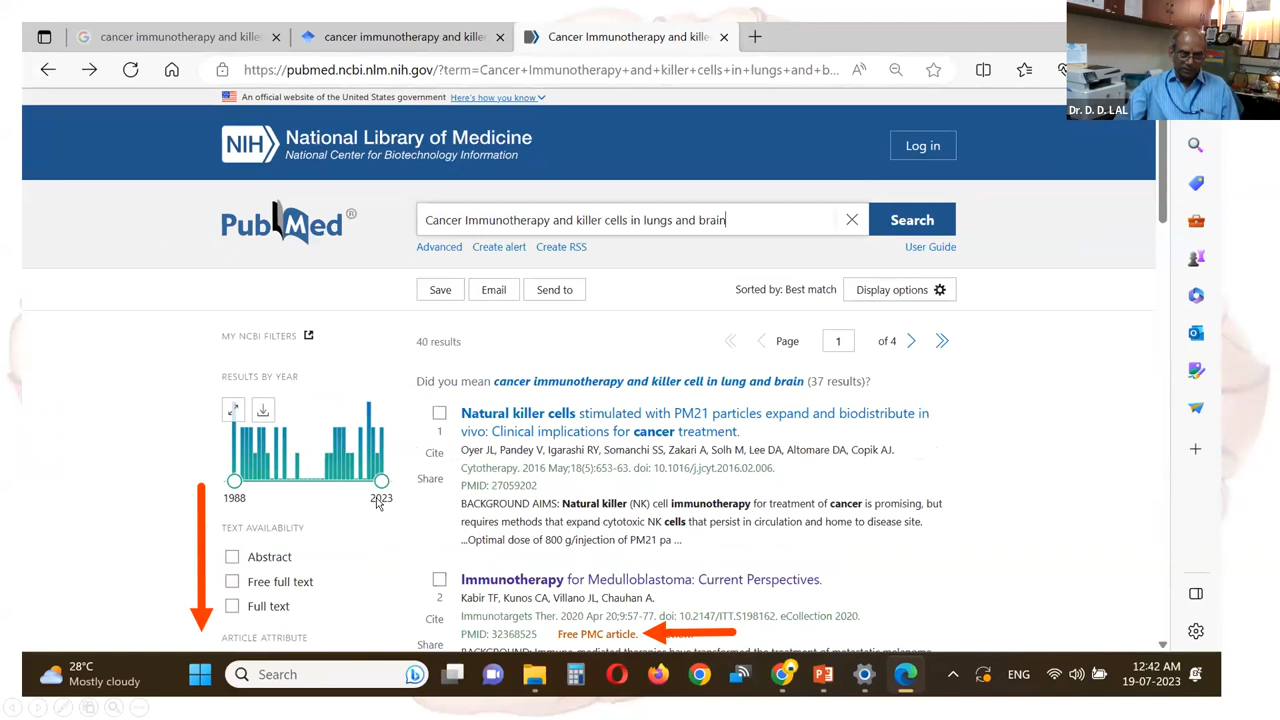 cancer immunotherapy and kille
cancer immunotherapy and kille
Cancer Immunotherapy and kille
https://pubmed.ncbi.nlm.nih.gov/?term=Cancer+Immunotherapy+and+killer+cells+in+lungs+and+b...
Dr. D. D. LAL
An official website of the United States government Here's how you know
NIH
National Library of Medicine
National Center for Biotechnology Information
Log in
PubMed®
Cancer Immunotherapy and killer cells in lungs and brain
Search
Advanced Create alert Create RSS
User Guide
Save Email Send to
Sorted by: Best match Display options
MY NCBI FILTERS
40 results
Page 1 of 4
RESULTS BY YEAR
1988 2023
TEXT AVAILABILITY
Abstract
Free full text
Full text
ARTICLE ATTRIBUTE
Did you mean cancer immunotherapy and killer cell in lung and brain (37 results)?
1
Cite
Share
Natural killer cells stimulated with PM21 particles expand and biodistribute in
vivo: Clinical implications for cancer treatment.
Oyer JL, Pandey V, Igarashi RY, Somanchi SS, Zakari A, Solh M, Lee DA, Altomare DA, Copik AJ.
Cytotherapy. 2016 May;18(5):653-63. doi: 10.1016/j.jcyt.2016.02.006.
PMID: 27059202
BACKGROUND AIMS: Natural killer (NK) cell immunotherapy for treatment of cancer is promising, but
requires methods that expand cytotoxic NK cells that persist in circulation and home to disease site.
...Optimal dose of 800 g/injection of PM21 pa ...
2
Cite
Share
Immunotherapy for Medulloblastoma: Current Perspectives.
Kabir TF, Kunos CA, Villano JL, Chauhan A.
Immunotargets Ther. 2020 Apr 20;9:57-77. doi: 10.2147/ITT.S198162. eCollection 2020.
PMID: 32368525 Free PMC article.
28°C
Mostly cloudy
Search
ENG
12:42 AM
19-07-2023